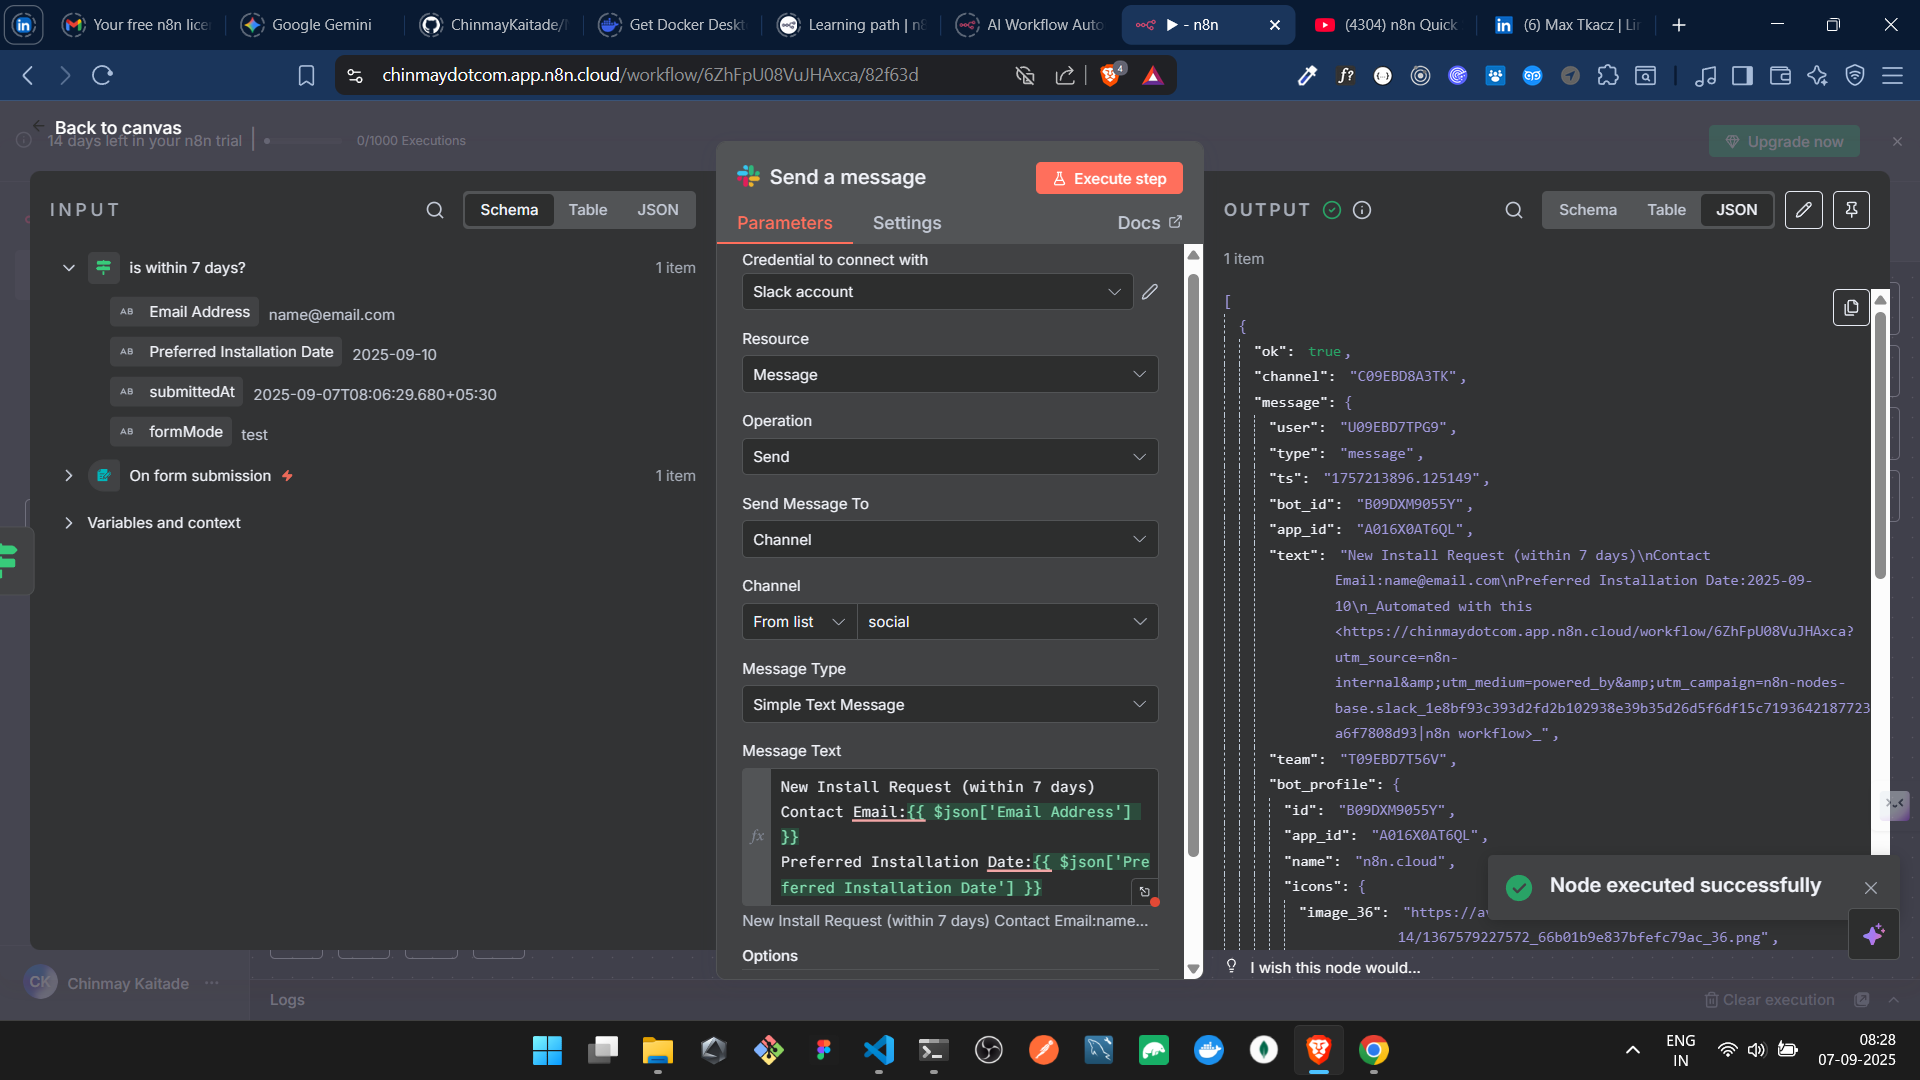 Your free n8n lice
Google Gemini
ChinmayKaitade/
Get Docker Deskt
Learning path | n8
AI Workflow Auto
▶ - n8n
(4304) n8n Quick
(6) Max Tkacz | Li
chinmaydotcom.app.n8n.cloud/workflow/6ZhFpU08VuJHAxca/82f63d
4
Back to canvas
14 days left in your n8n trial
0/1000 Executions
Upgrade now
INPUT
Schema
Table
JSON
is within 7 days?
1 item
Email Address
name@email.com
Preferred Installation Date
2025-09-10
submittedAt
2025-09-07T08:06:29.680+05:30
formMode
test
On form submission
1 item
Variables and context
Send a message
Execute step
Parameters
Settings
Docs
Credential to connect with
Slack account
Resource
Message
Operation
Send
Send Message To
Channel
Channel
From list
social
Message Type
Simple Text Message
Message Text
fx
New Install Request (within 7 days)
Contact Email:{{ $json['Email Address']
}}
Preferred Installation Date:{{ $json['Pre
ferred Installation Date'] }}
New Install Request (within 7 days) Contact Email:name...
Options
OUTPUT
Schema
Table
JSON
1 item
[
{
"ok": true,
"channel": "C09EBD8A3TK",
"message": {
"user": "U09EBD7TPG9",
"type": "message",
"ts": "1757213896.125149",
"bot_id": "B09DXM9055Y",
"app_id": "A016X0AT6QL",
"text": "New Install Request (within 7 days)\nContact
Email:name@email.com\nPreferred Installation Date:2025-09-
10\n_Automated with this
<https://chinmaydotcom.app.n8n.cloud/workflow/6ZhFpU08VuJHAxca?
utm_source=n8n-
internal&amp;utm_medium=powered_by&amp;utm_campaign=n8n-nodes-
base.slack_1e8bf93c393d2fd2b102938e39b35d26d5f6df15c7193642187723
a6f7808d93|n8n workflow>_",
"team": "T09EBD7T56V",
"bot_profile": {
"id": "B09DXM9055Y",
"app_id": "A016X0AT6QL",
"name": "n8n.cloud",
"icons": {
"image_36": "https://av
14/1367579227572_66b01b9e837bfefc79ac_36.png",
Node executed successfully
I wish this node would...
CK
Chinmay Kaitade
Logs
Clear execution
ENG
IN
08:28
07-09-2025